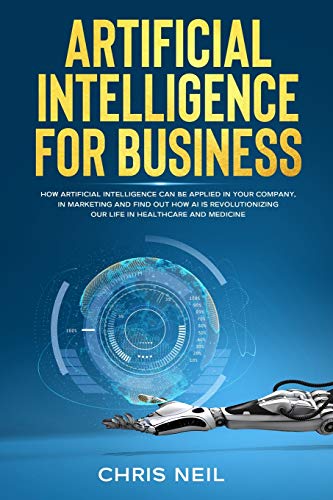 ARTIFICIAL
INTELLIGENCE
FOR BUSINESS
HOW ARTIFICIAL INTELLIGENCE CAN BE APPLIED IN YOUR COMPANY,
IN MARKETING AND FIND OUT HOW AI IS REVOLUTIONIZING
OUR LIFE IN HEALTHCARE AND MEDICINE
100%
CHRIS NEIL